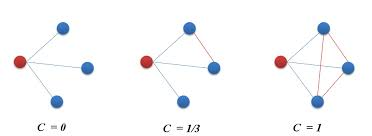 C = 0
C = 1/3
C = 1